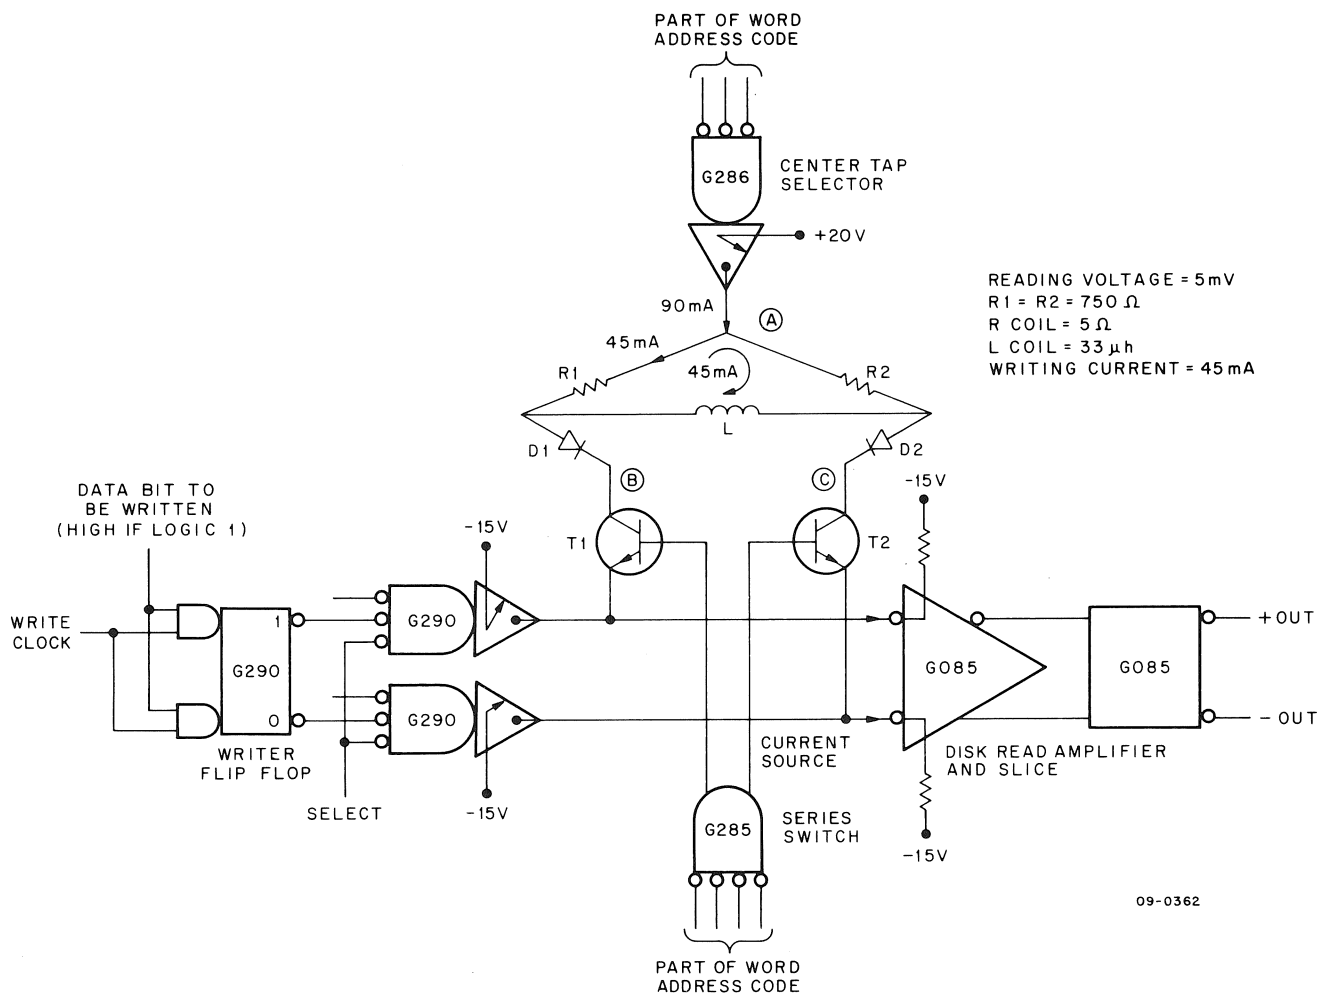 PART OF WORD
ADDRESS CODE
G286
CENTER TAP
SELECTOR
+20V
90mA
A
45mA
45mA
R1
R2
L
READING VOLTAGE = 5mV
R1 = R2 = 750 Ω
R COIL = 5 Ω
L COIL = 33 μh
WRITING CURRENT = 45 mA
D1
D2
B
C
-15V
DATA BIT TO
BE WRITTEN
(HIGH IF LOGIC 1)
-15V
T1
T2
WRITE
CLOCK
1
G290
0
WRITER
FLIP FLOP
G290
G290
SELECT
-15V
G085
G085
+OUT
-OUT
CURRENT
SOURCE
DISK READ AMPLIFIER
AND SLICE
G285
SERIES
SWITCH
-15V
PART OF WORD
ADDRESS CODE
09-0362